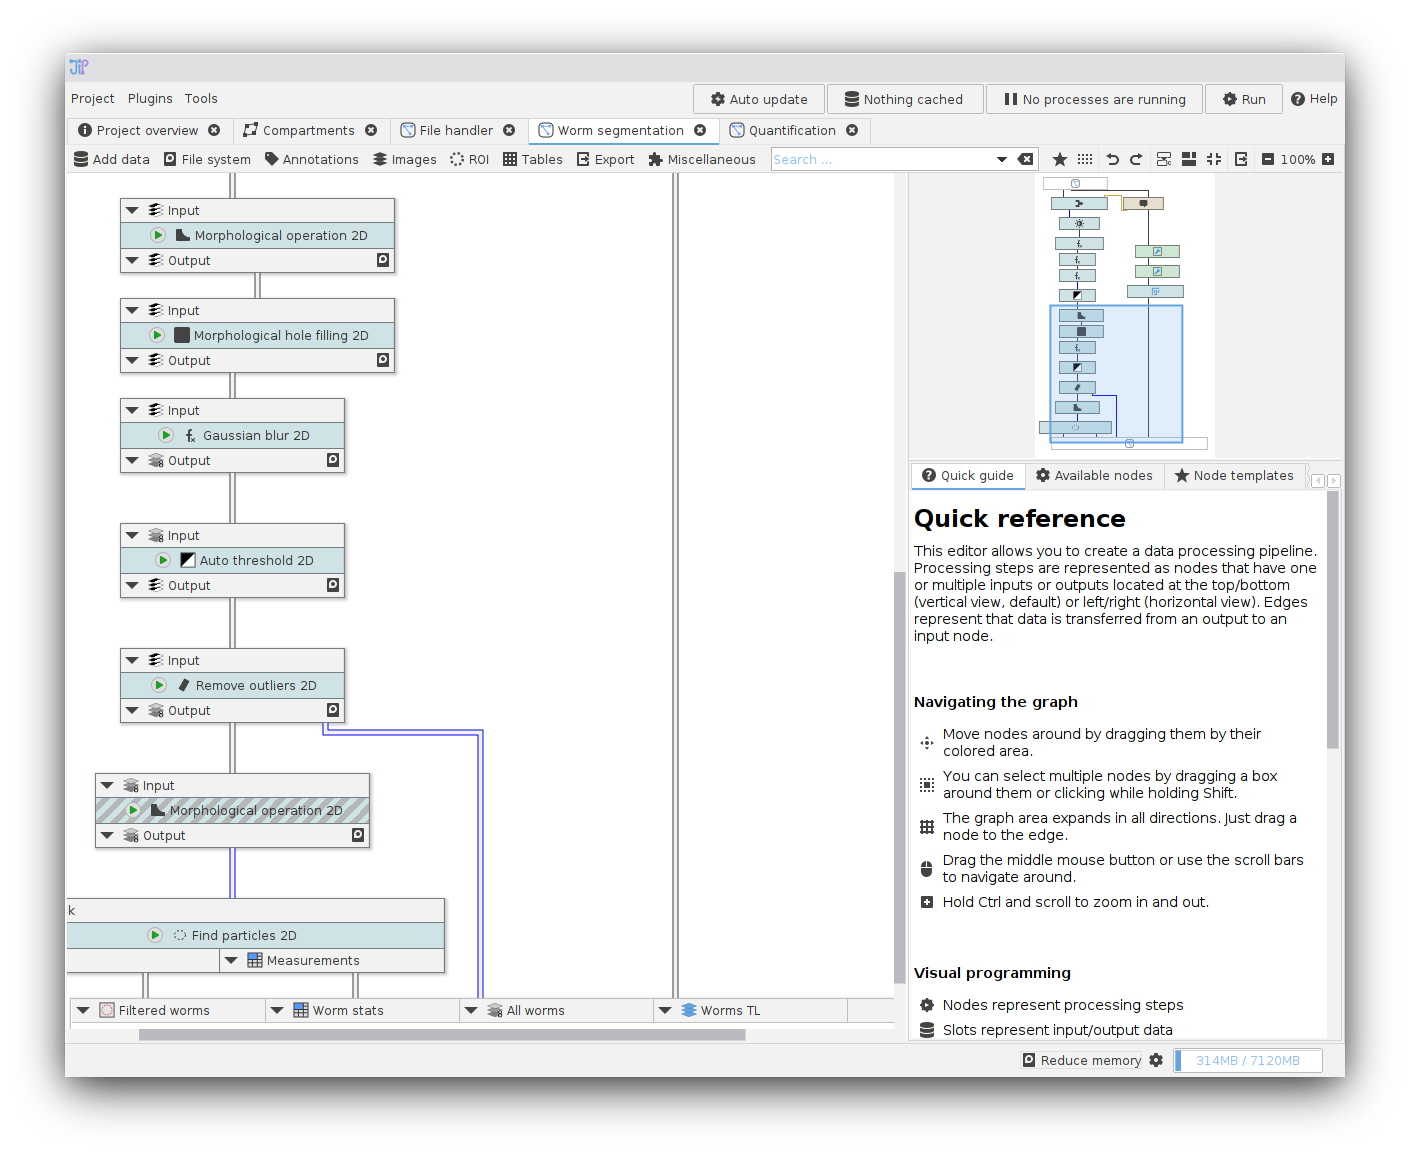 JIP
Project Plugins Tools
Auto update
Nothing cached
No processes are running
Run
Help
Project overview
Compartments
File handler
Worm segmentation
Quantification
Add data
File system
Annotations
Images
ROI
Tables
Export
Miscellaneous
Search ...
100%
Input
Morphological operation 2D
Output
Input
Morphological hole filling 2D
Output
Input
Gaussian blur 2D
Output
Input
Auto threshold 2D
Output
Input
Remove outliers 2D
Output
Input
Morphological operation 2D
Output
k
Find particles 2D
Measurements
Filtered worms
Worm stats
All worms
Worms TL
Quick guide
Available nodes
Node templates
Quick reference
This editor allows you to create a data processing pipeline.
Processing steps are represented as nodes that have one
or multiple inputs or outputs located at the top/bottom
(vertical view, default) or left/right (horizontal view). Edges
represent that data is transferred from an output to an
input node.
Navigating the graph
Move nodes around by dragging them by their
colored area.
You can select multiple nodes by dragging a box
around them or clicking while holding Shift.
The graph area expands in all directions. Just drag a
node to the edge.
Drag the middle mouse button or use the scroll bars
to navigate around.
Hold Ctrl and scroll to zoom in and out.
Visual programming
Nodes represent processing steps
Slots represent input/output data
Reduce memory
314MB / 7120MB